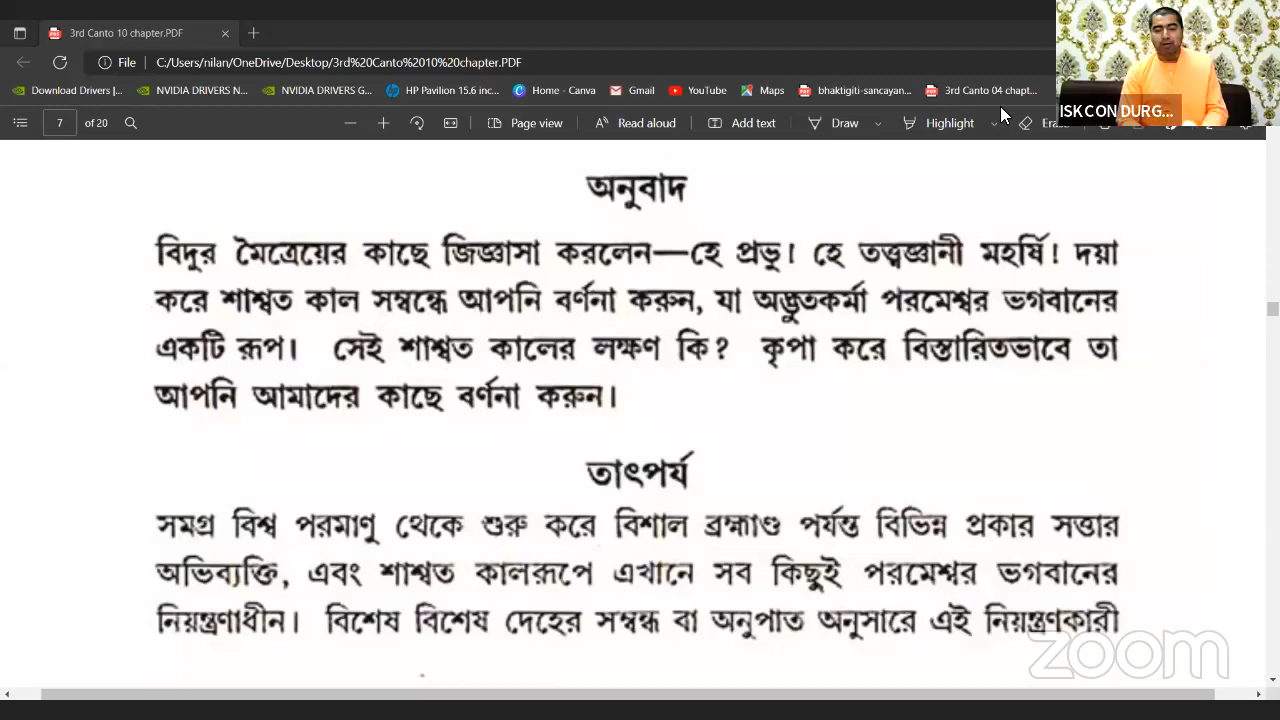 3rd Canto 10 chapter.PDF
File C:/Users/nilan/OneDrive/Desktop/3rd%20Canto%2010%20chapter.PDF
Download Drivers |... NVIDIA DRIVERS N... NVIDIA DRIVERS G... HP Pavilion 15.6 inc... Home - Canva Gmail YouTube Maps bhaktigiti-sancayan... 3rd Canto 04 chapt...
ISKCON DURG...
7 of 20 Page view Read aloud Add text Draw Highlight
অনুবাদ
বিদুর মৈত্রেয়ের কাছে জিজ্ঞাসা করলেন—হে প্রভু! হে তত্ত্বজ্ঞানী মহর্ষি! দয়া
করে শাশ্বত কাল সম্বন্ধে আপনি বর্ণনা করুন, যা অদ্ভুতকর্মা পরমেশ্বর ভগবানের
একটি রূপ। সেই শাশ্বত কালের লক্ষণ কি? কৃপা করে বিস্তারিতভাবে তা
আপনি আমাদের কাছে বর্ণনা করুন।
তাৎপর্য
সমগ্র বিশ্ব পরমাণু থেকে শুরু করে বিশাল ব্রহ্মাণ্ড পর্যন্ত বিভিন্ন প্রকার সত্তার
অভিব্যক্তি, এবং শাশ্বত কালরূপে এখানে সব কিছুই পরমেশ্বর ভগবানের
নিয়ন্ত্রণাধীন। বিশেষ বিশেষ দেহের সম্বন্ধ বা অনুপাত অনুসারে এই নিয়ন্ত্রণকারী
zoom